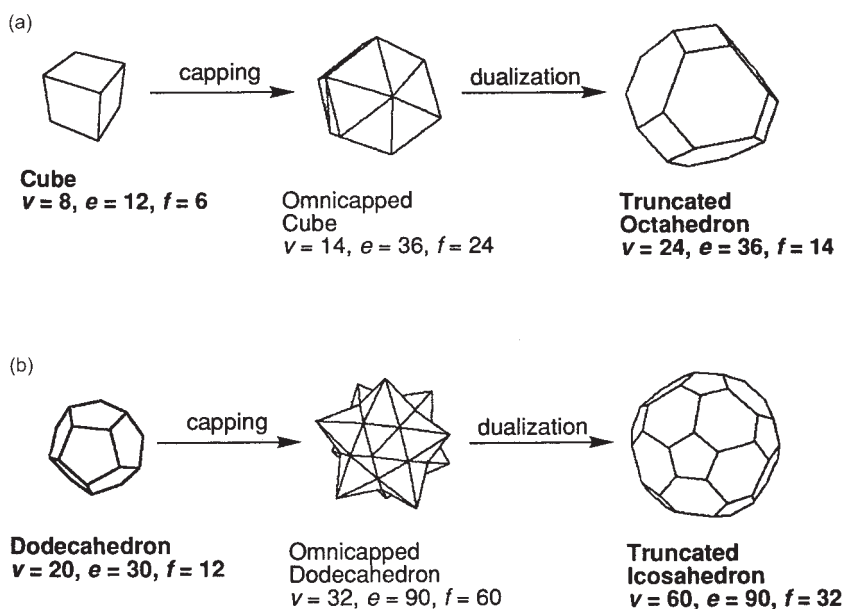 (a)
capping
dualization
Cube
v = 8, e = 12, f = 6
Omnicapped
Cube
v = 14, e = 36, f = 24
Truncated
Octahedron
v = 24, e = 36, f = 14
(b)
capping
dualization
Dodecahedron
v = 20, e = 30, f = 12
Omnicapped
Dodecahedron
v = 32, e = 90, f = 60
Truncated
Icosahedron
v = 60, e = 90, f = 32